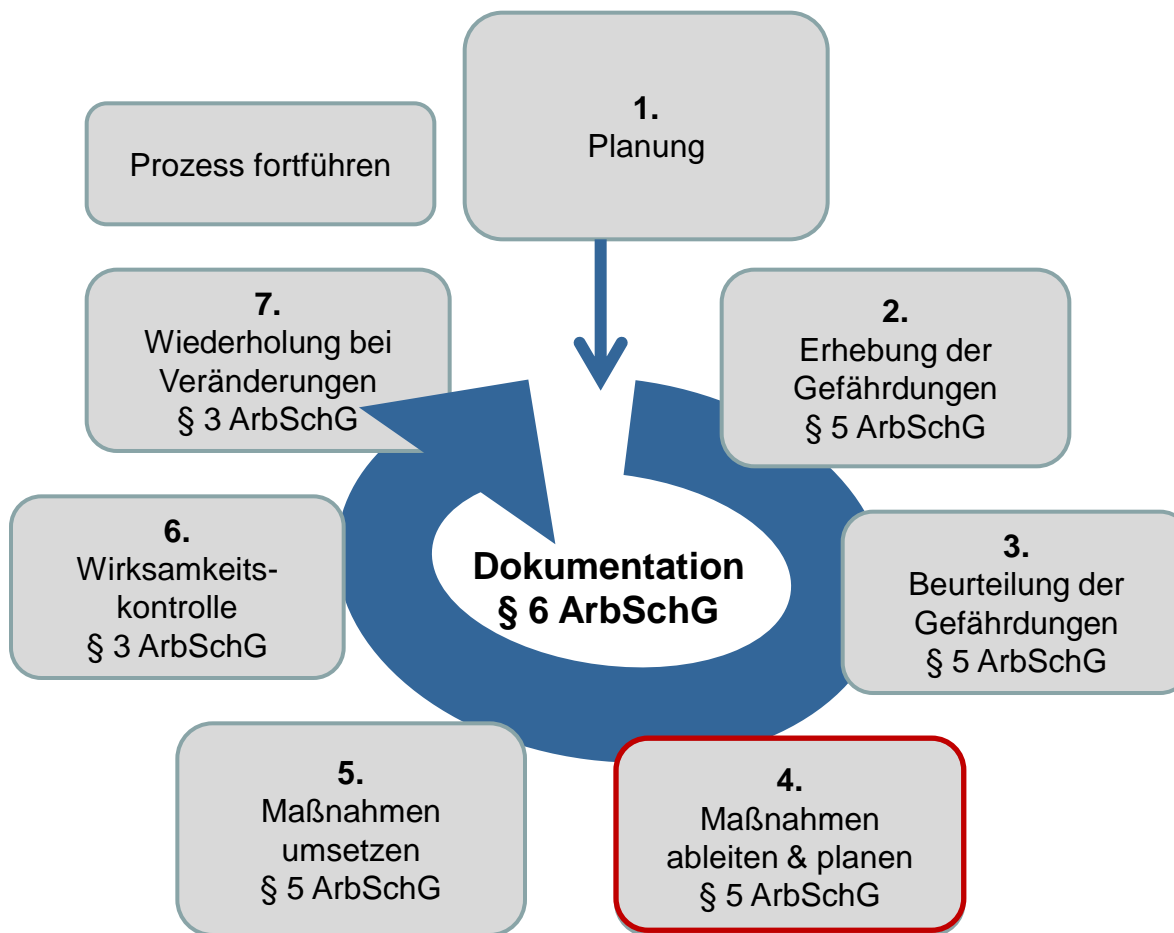 1.
Planung
Prozess fortführen
2.
Erhebung der
Gefährdungen
§ 5 ArbSchG
3.
Beurteilung der
Gefährdungen
§ 5 ArbSchG
4.
Maßnahmen
ableiten & planen
§ 5 ArbSchG
5.
Maßnahmen
umsetzen
§ 5 ArbSchG
6.
Wirksamkeits-
kontrolle
§ 3 ArbSchG
7.
Wiederholung bei
Veränderungen
§ 3 ArbSchG
Dokumentation
§ 6 ArbSchG